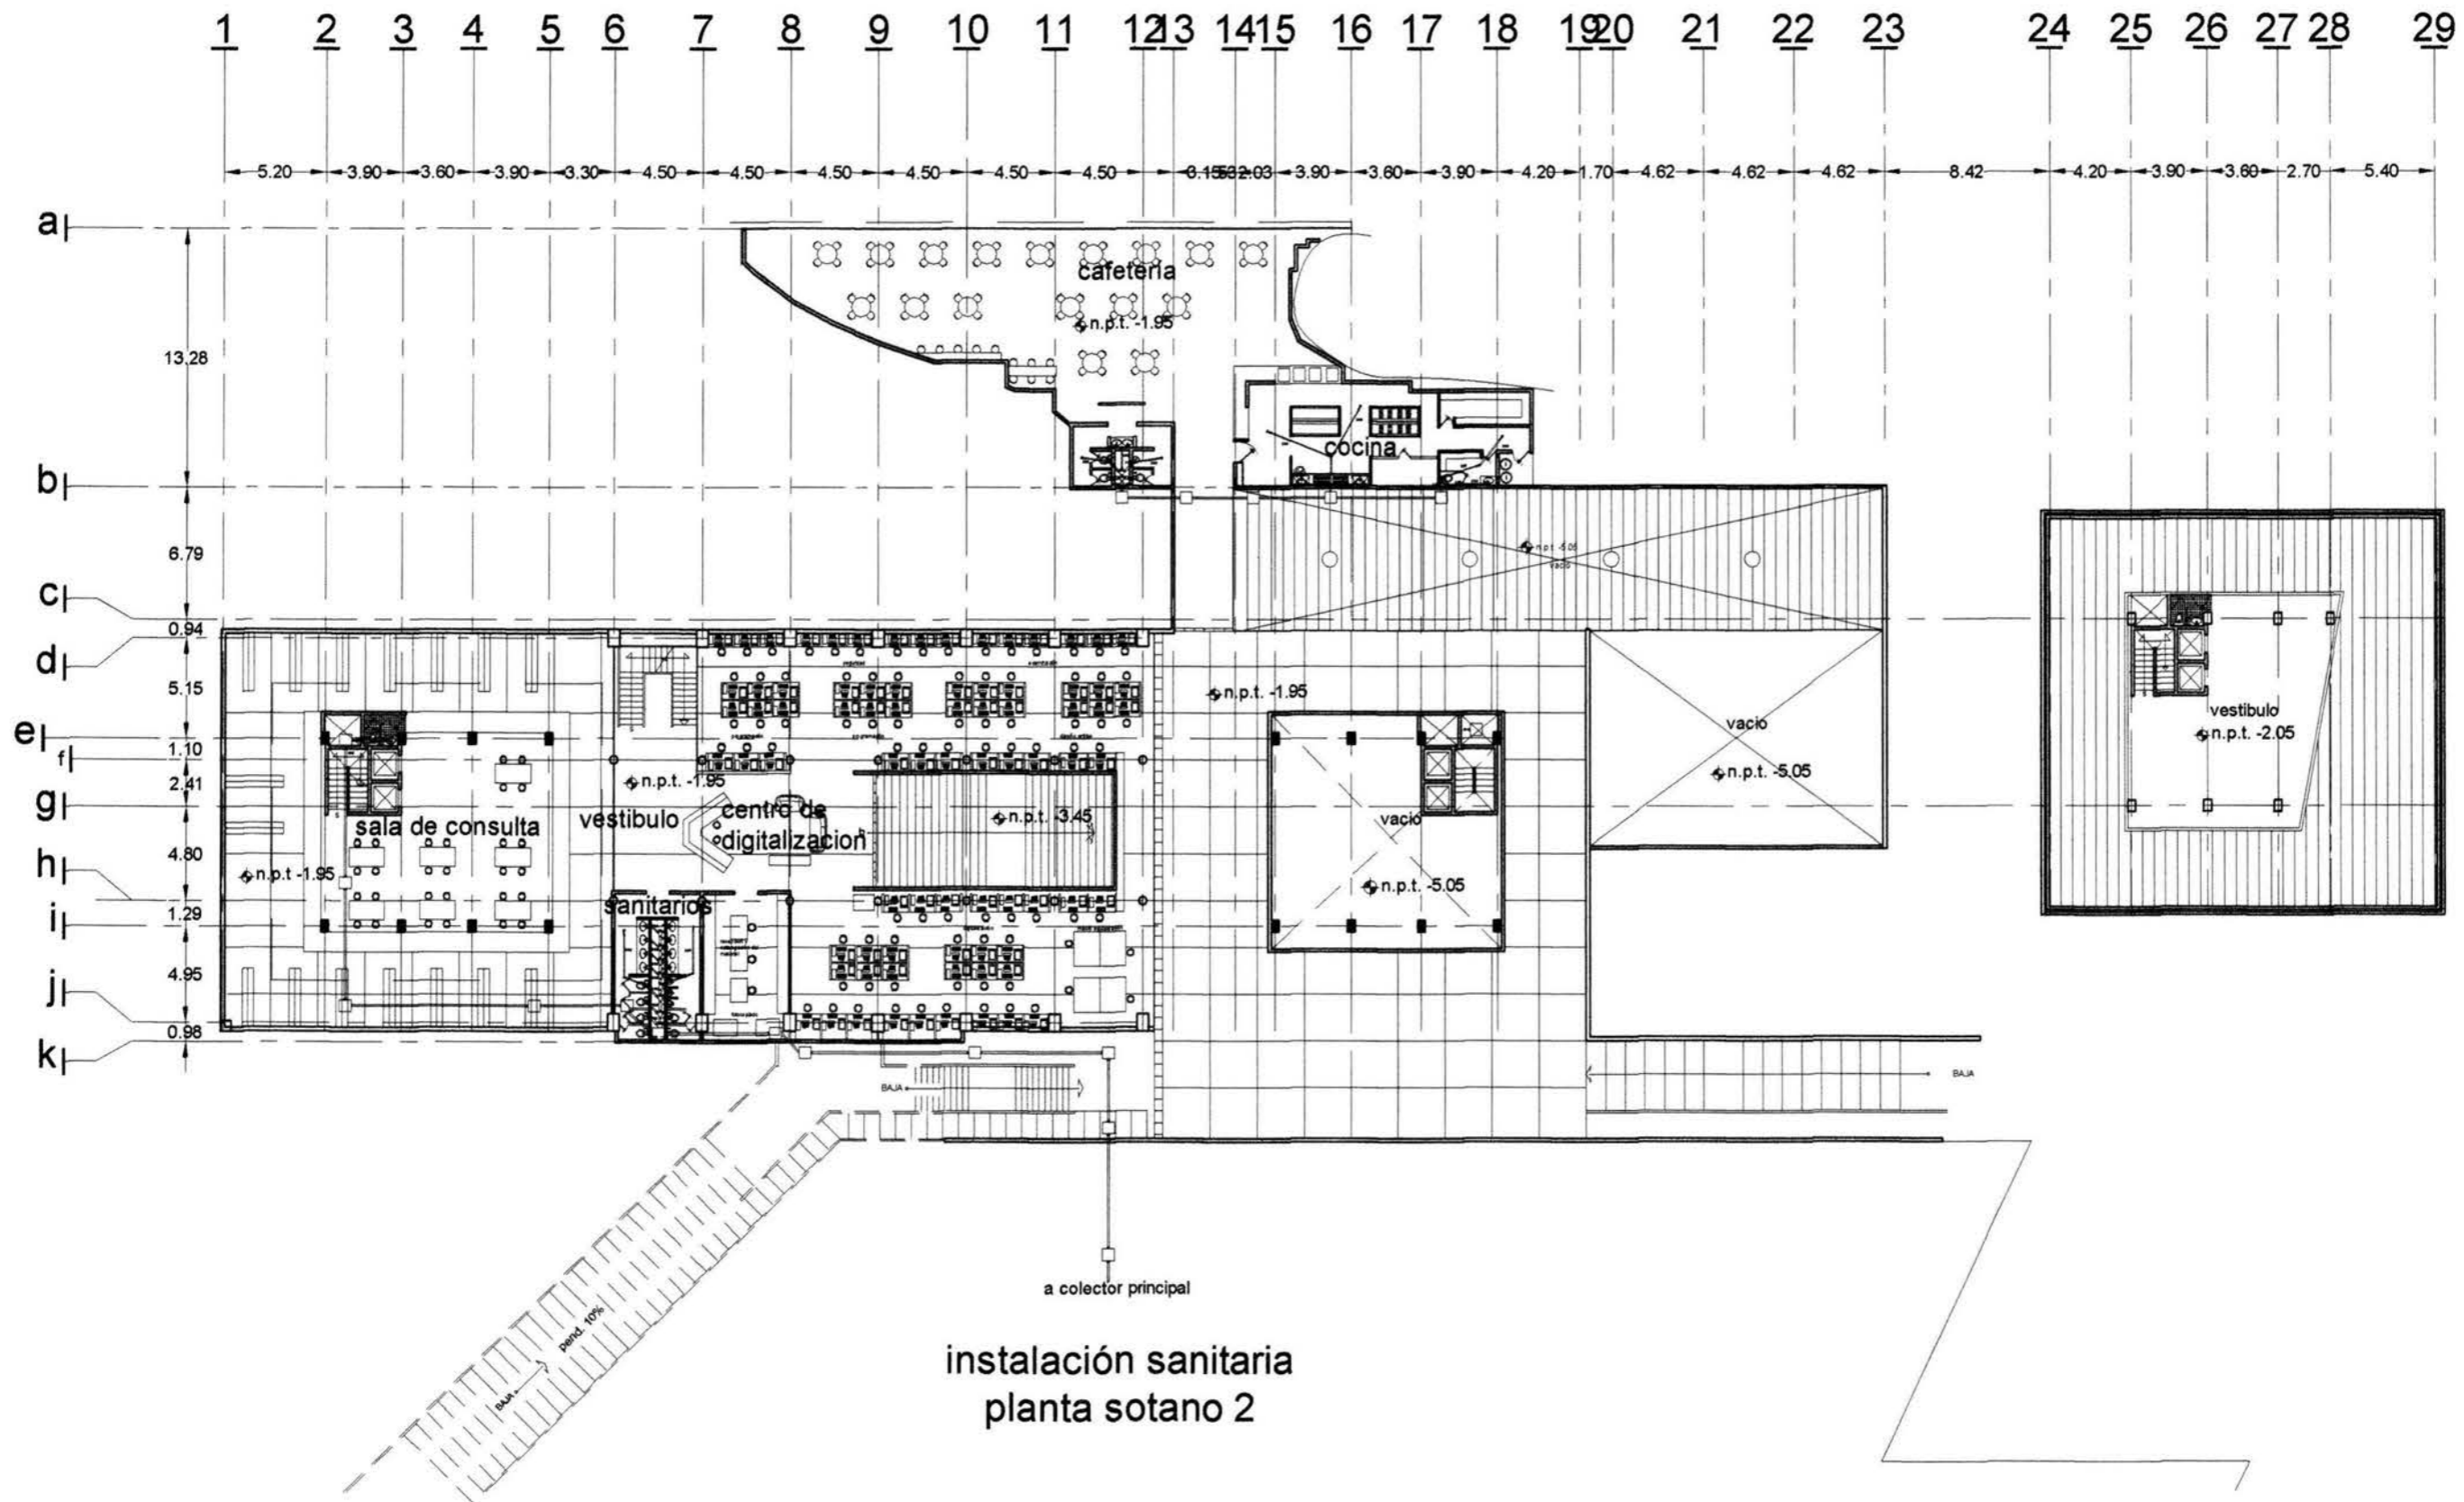 1 2 3 4 5 6 7 8 9 10 11 12 13 14 15 16 17 18 19 20 21 22 23 24 25 26 27 28 29
5.20 3.90 3.60 3.90 3.30 4.50 4.50 4.50 4.50 4.50 4.50 2.03 3.90 3.60 3.90 4.20 1.70 4.62 4.62 4.62 8.42 4.20 3.90 3.60 2.70 5.40
a
cafeteria
n.p.t. -1.95
13.28
cocina
b
n.p.t. -5.05
vacio
6.79
c
0.94
d
5.15
n.p.t. -1.95
e
vacio
vestibulo
n.p.t. -2.05
1.10
f
n.p.t. -1.95
n.p.t. -5.05
2.41
g
centro de
digitalizacion
n.p.t. -3.45
vestibulo
vacio
sala de consulta
4.80
h
n.p.t -1.95
n.p.t. -5.05
sanitarios
1.29
i
4.95
j
0.98
k
BAJA
BAJA
a colector principal
pend. 10%
BAJA
instalación sanitaria
planta sotano 2